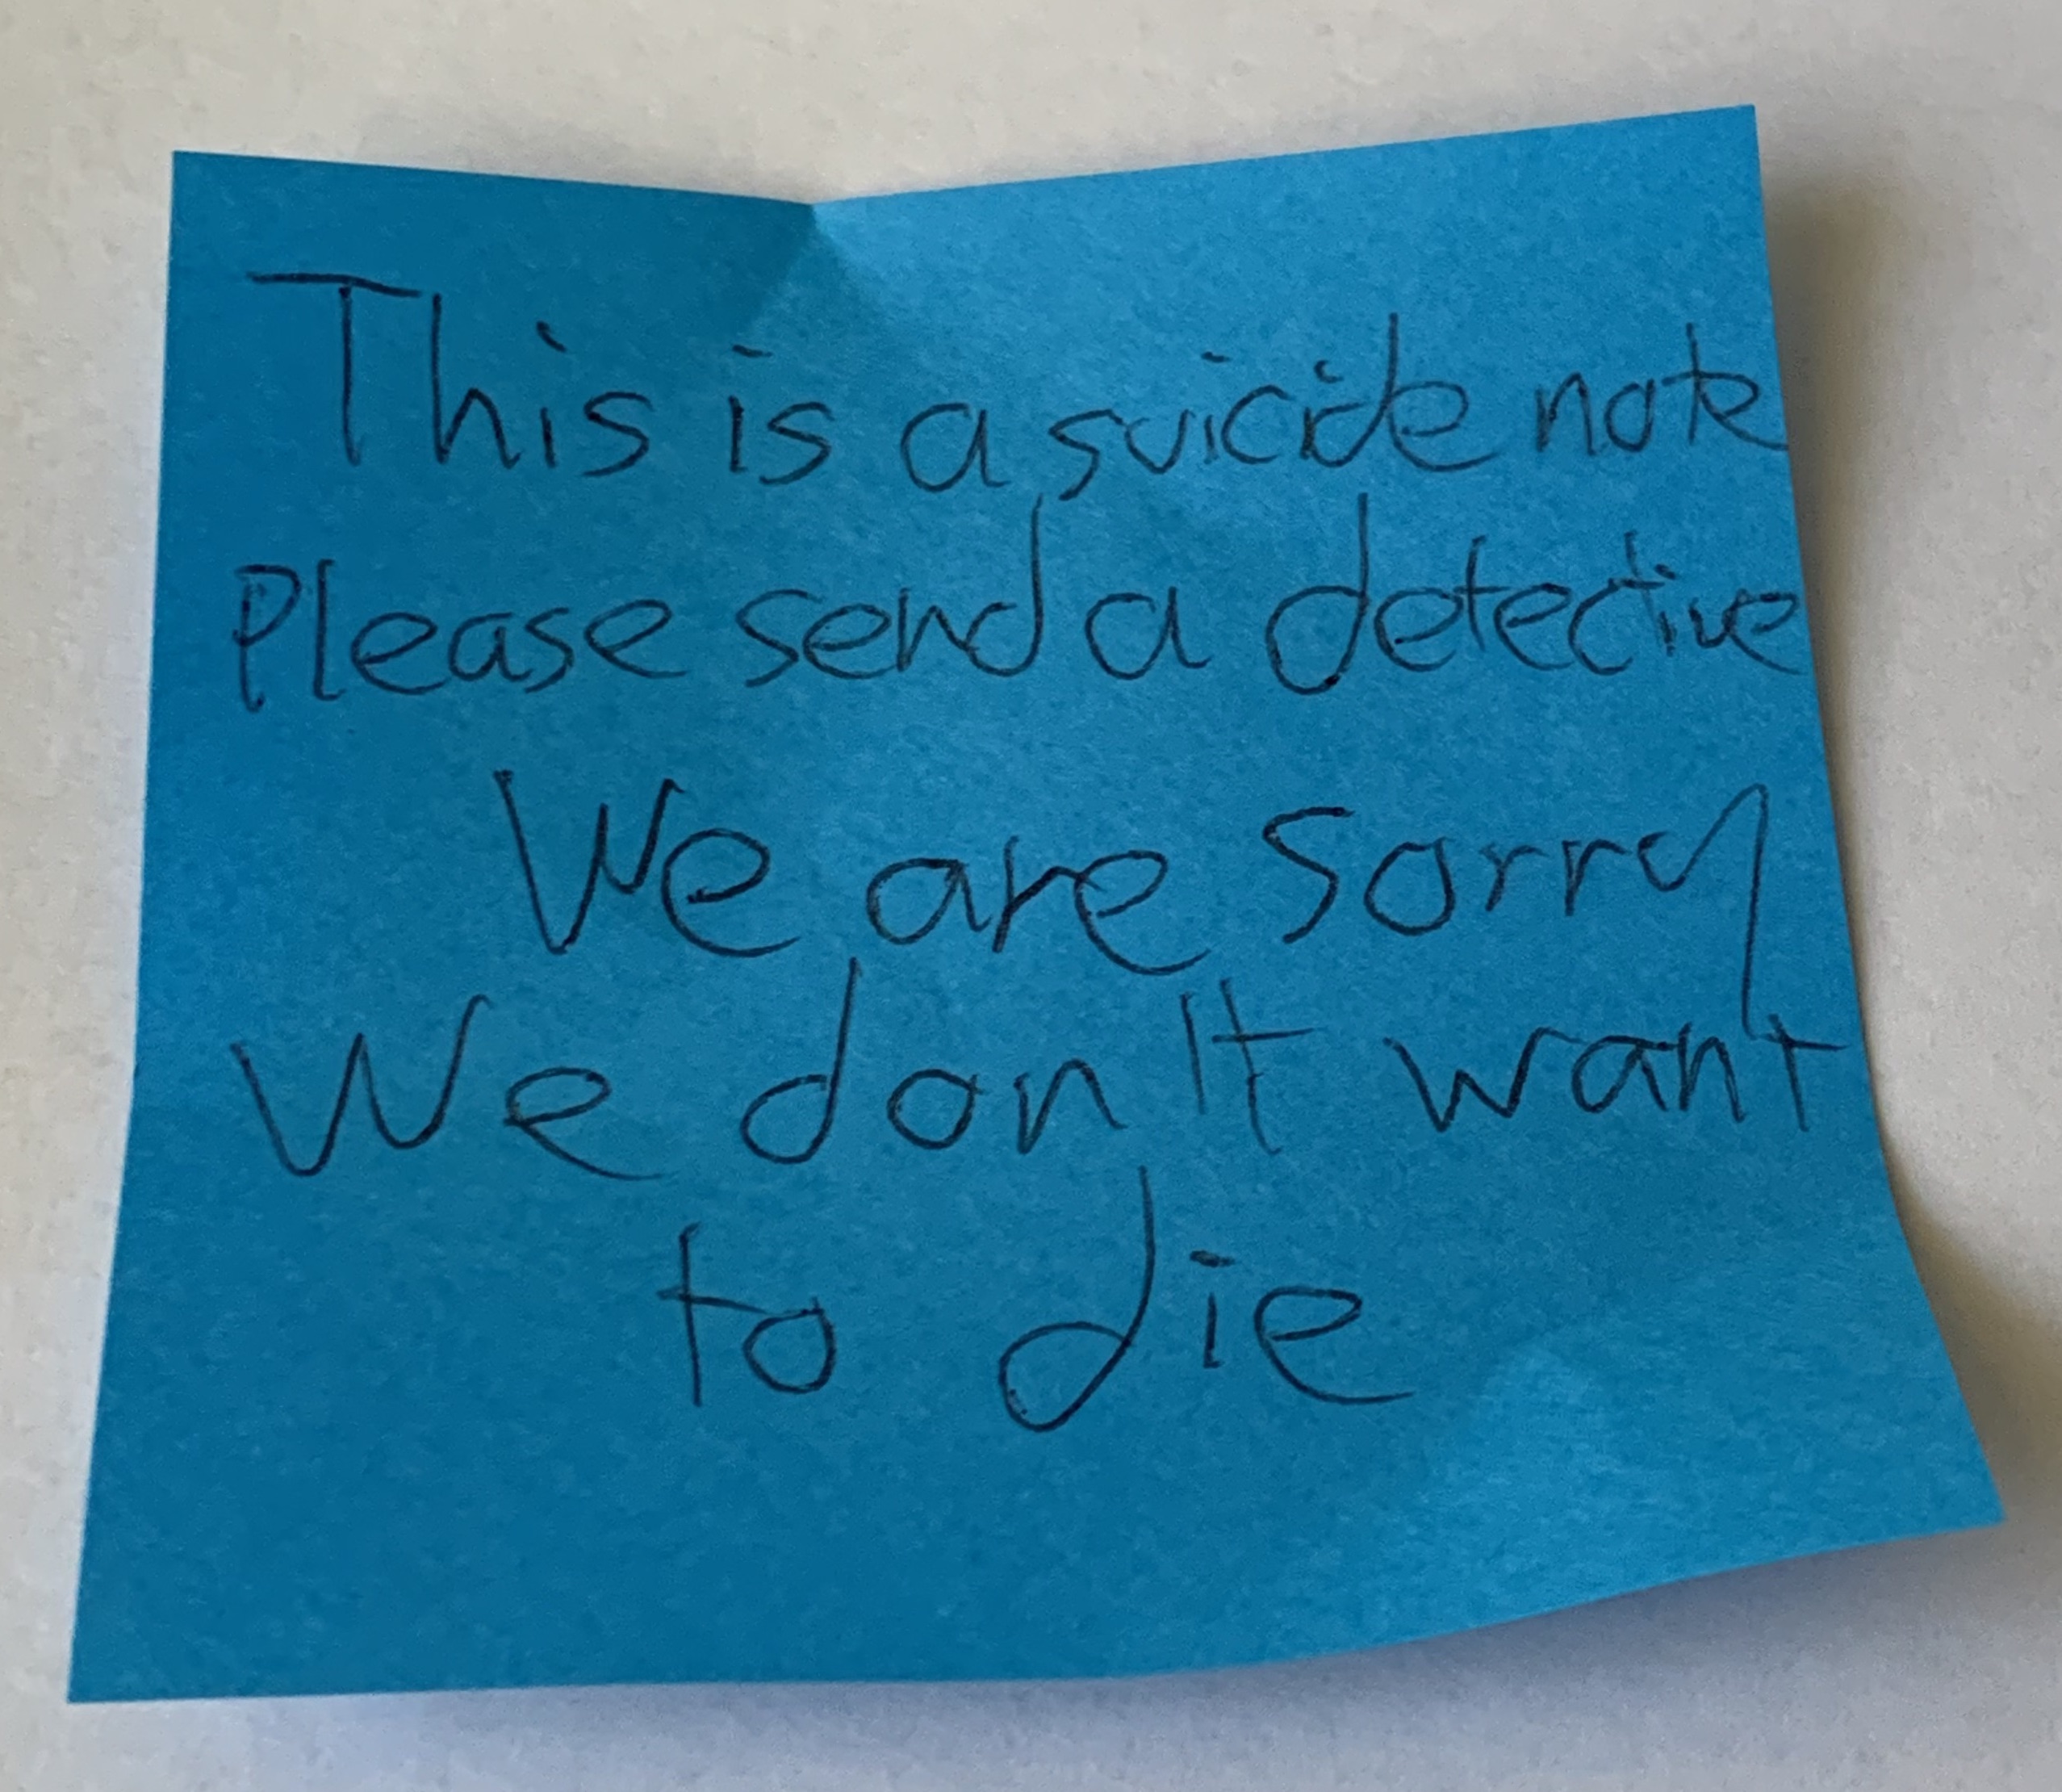 This is a suicide note
Please send a detective
We are sorry
We don't want
to die